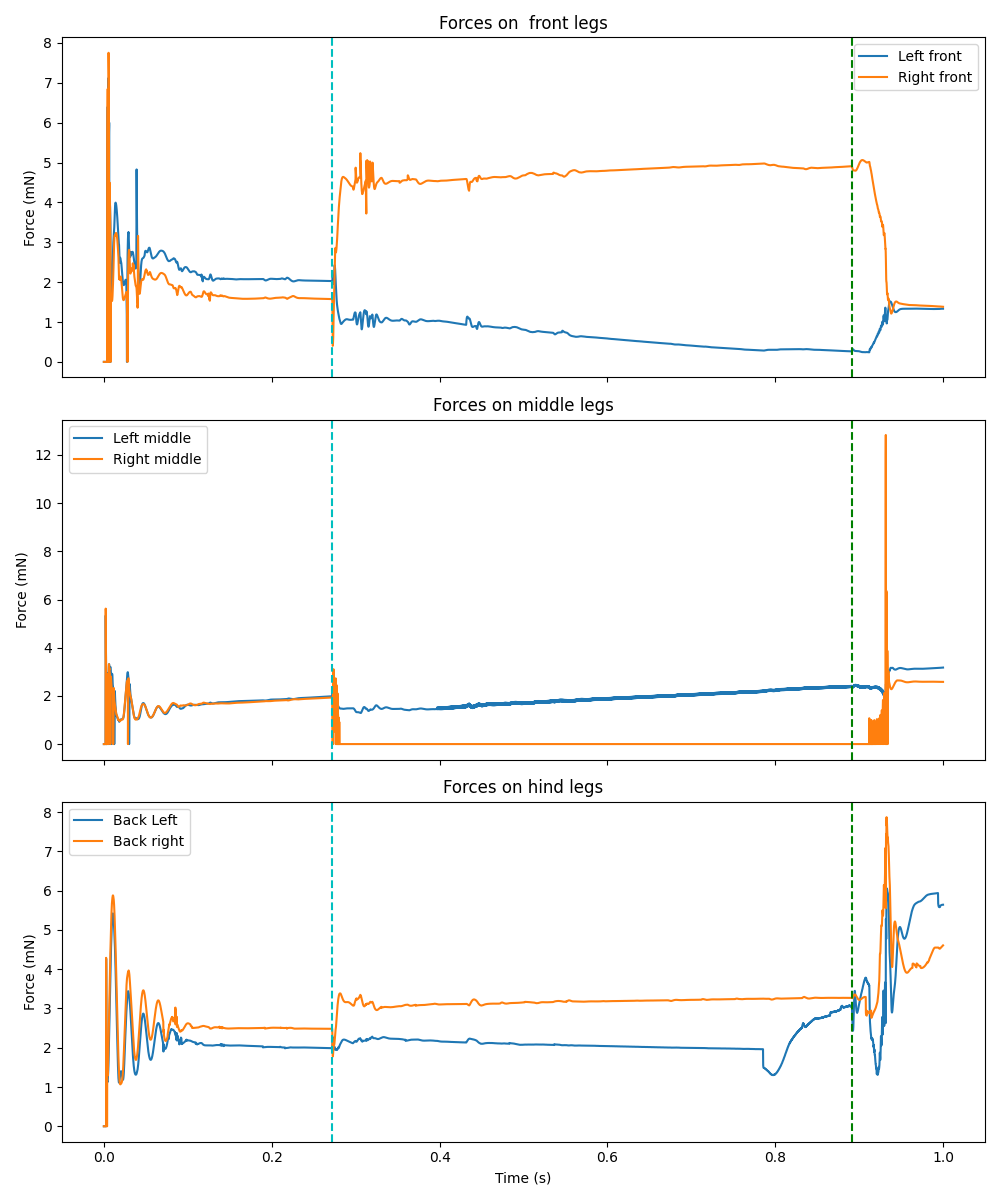 Forces on  front legs
8
7
6
5
4
3
2
1
0
Force (mN)
Left front
Right front
Forces on middle legs
12
10
8
6
4
2
0
Force (mN)
Left middle
Right middle
Forces on hind legs
8
7
6
5
4
3
2
1
0
Force (mN)
Back Left
Back right
0.0 0.2 0.4 0.6 0.8 1.0
Time (s)